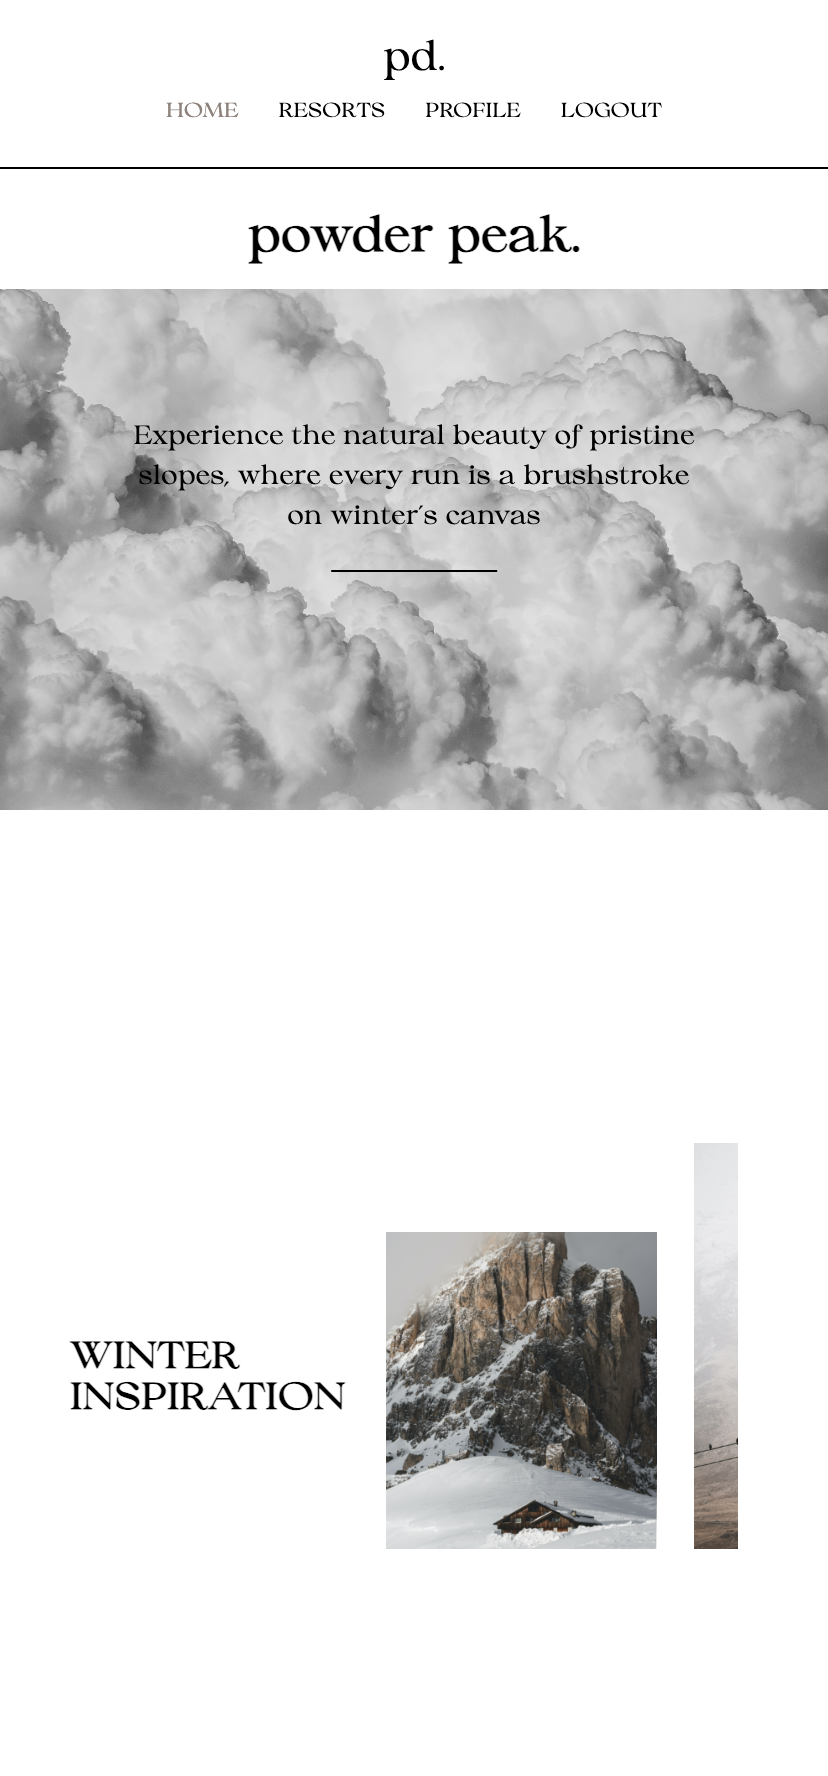 pd.
HOME RESORTS PROFILE LOGOUT
powder peak.
Experience the natural beauty of pristine
slopes, where every run is a brushstroke
on winter´s canvas
WINTER
INSPIRATION